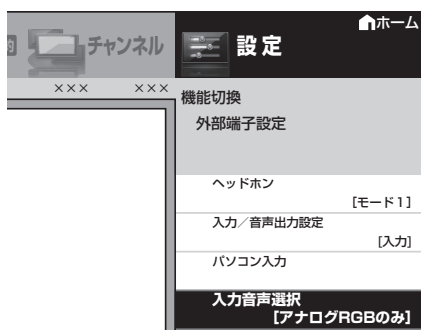 ホーム
チャンネル
設定
×××
×××
機能切換
外部端子設定
ヘッドホン
[モード1]
入力／音声出力設定
[入力]
パソコン入力
入力音声選択
[アナログRGBのみ]